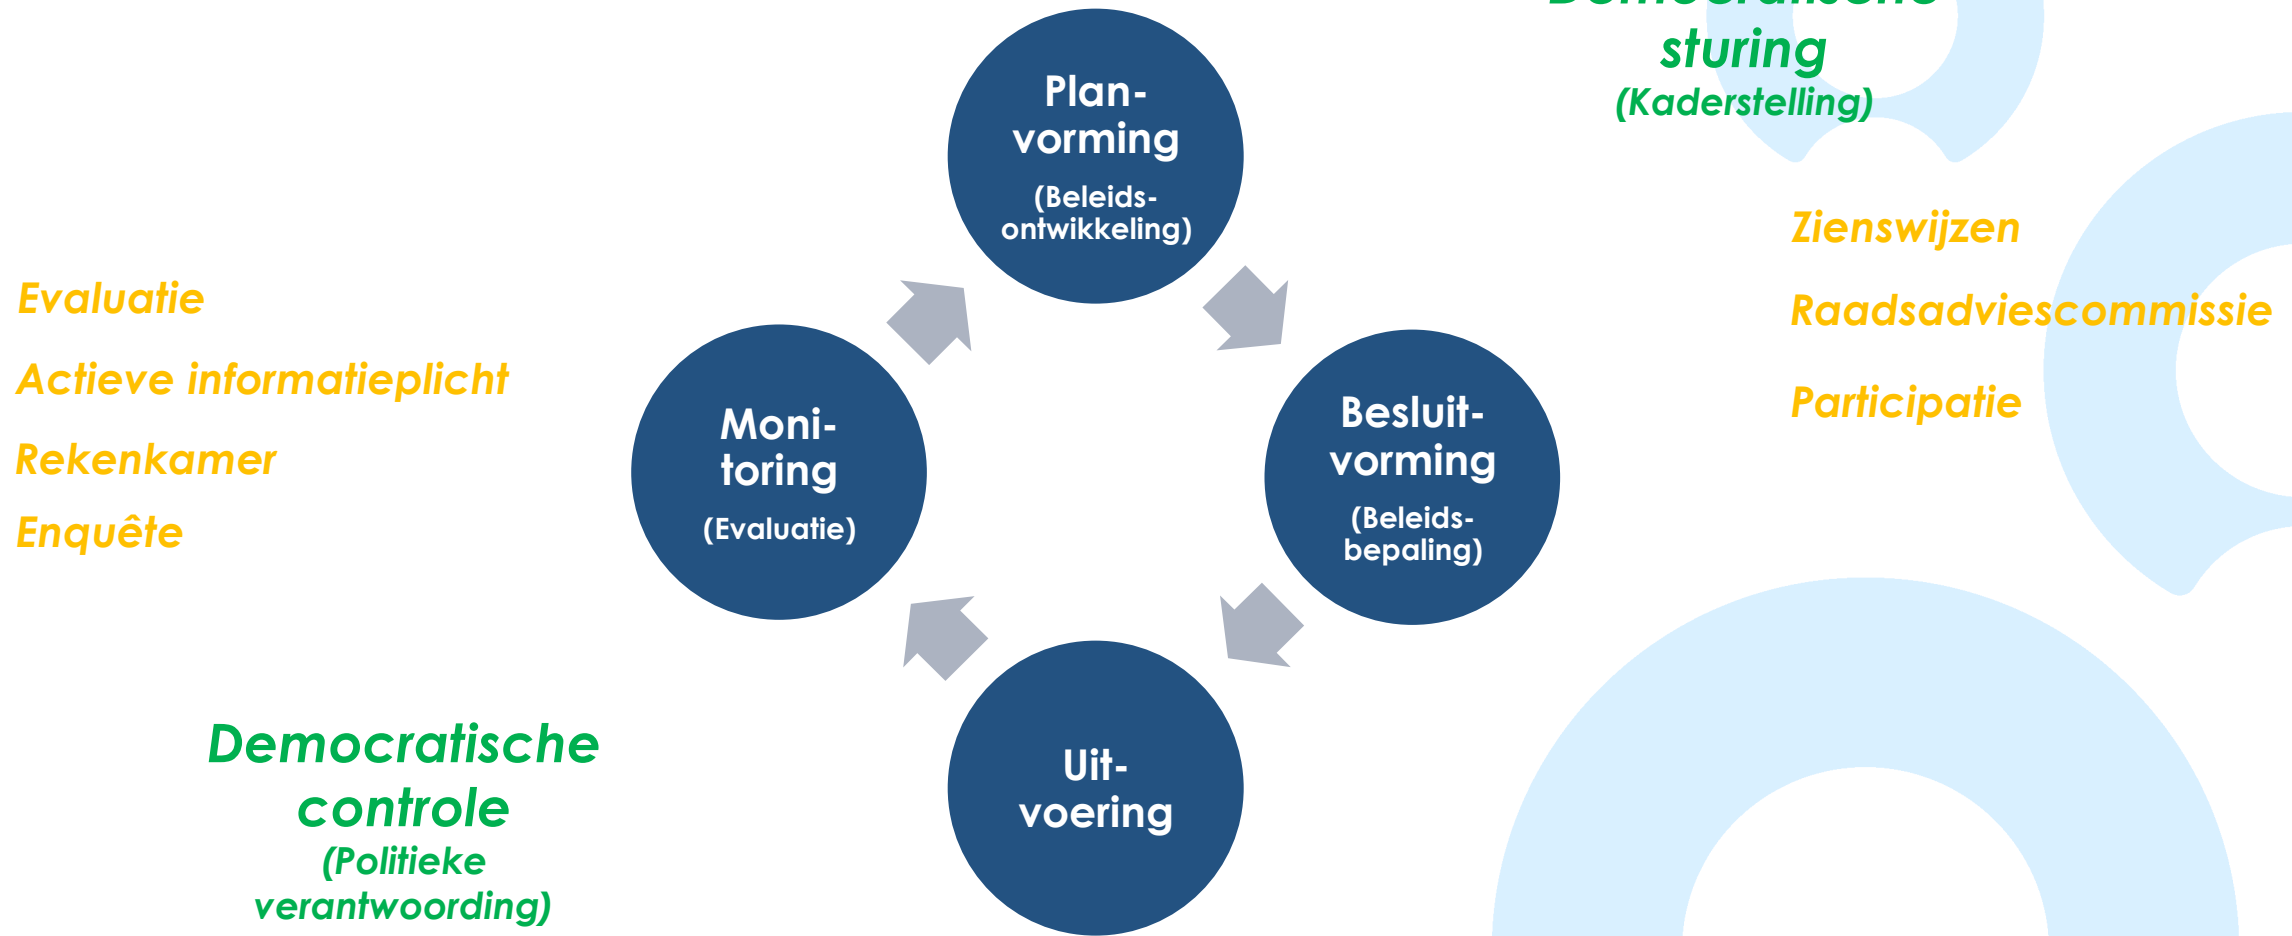 Democratische
sturing
(Kaderstelling)
Plan-
vorming
(Beleids-
ontwikkeling)
Zienswijzen
Raadsadviescommissie
Participatie
Evaluatie
Actieve informatieplicht
Rekenkamer
Enquête
Moni-
toring
(Evaluatie)
Besluit-
vorming
(Beleids-
bepaling)
Uit-
voering
Democratische
controle
(Politieke
verantwoording)